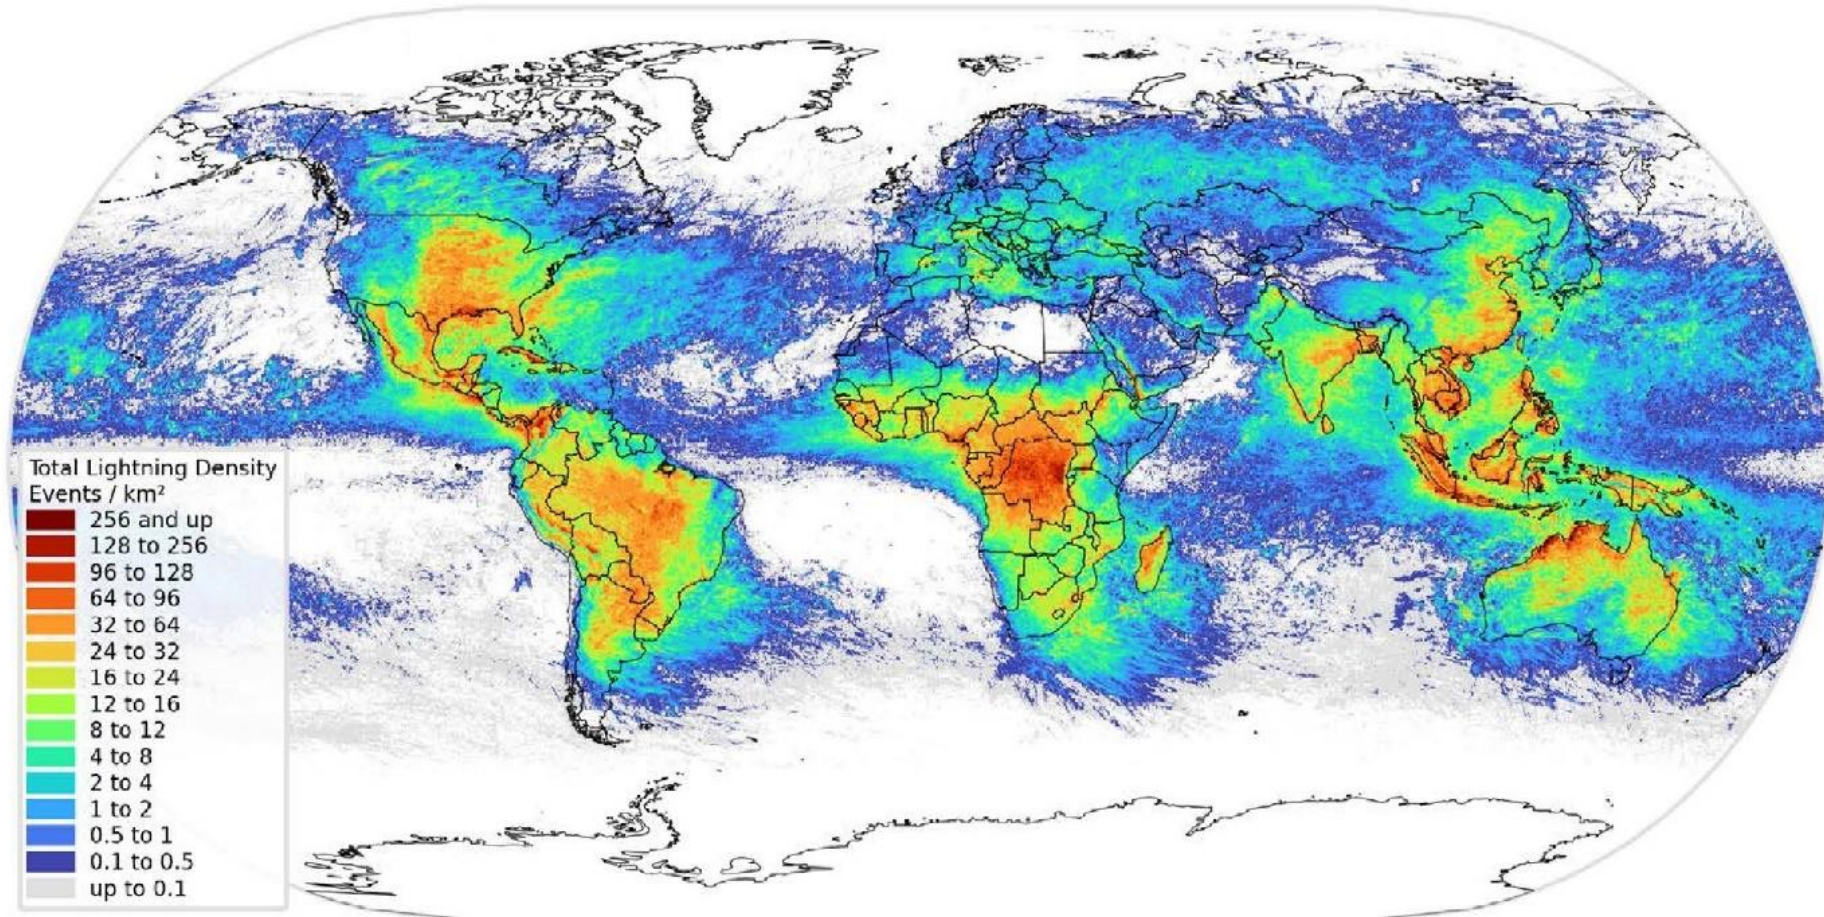 Total Lightning Density
Events / km²
256 and up
128 to 256
96 to 128
64 to 96
32 to 64
24 to 32
16 to 24
12 to 16
8 to 12
4 to 8
2 to 4
1 to 2
0.5 to 1
0.1 to 0.5
up to 0.1